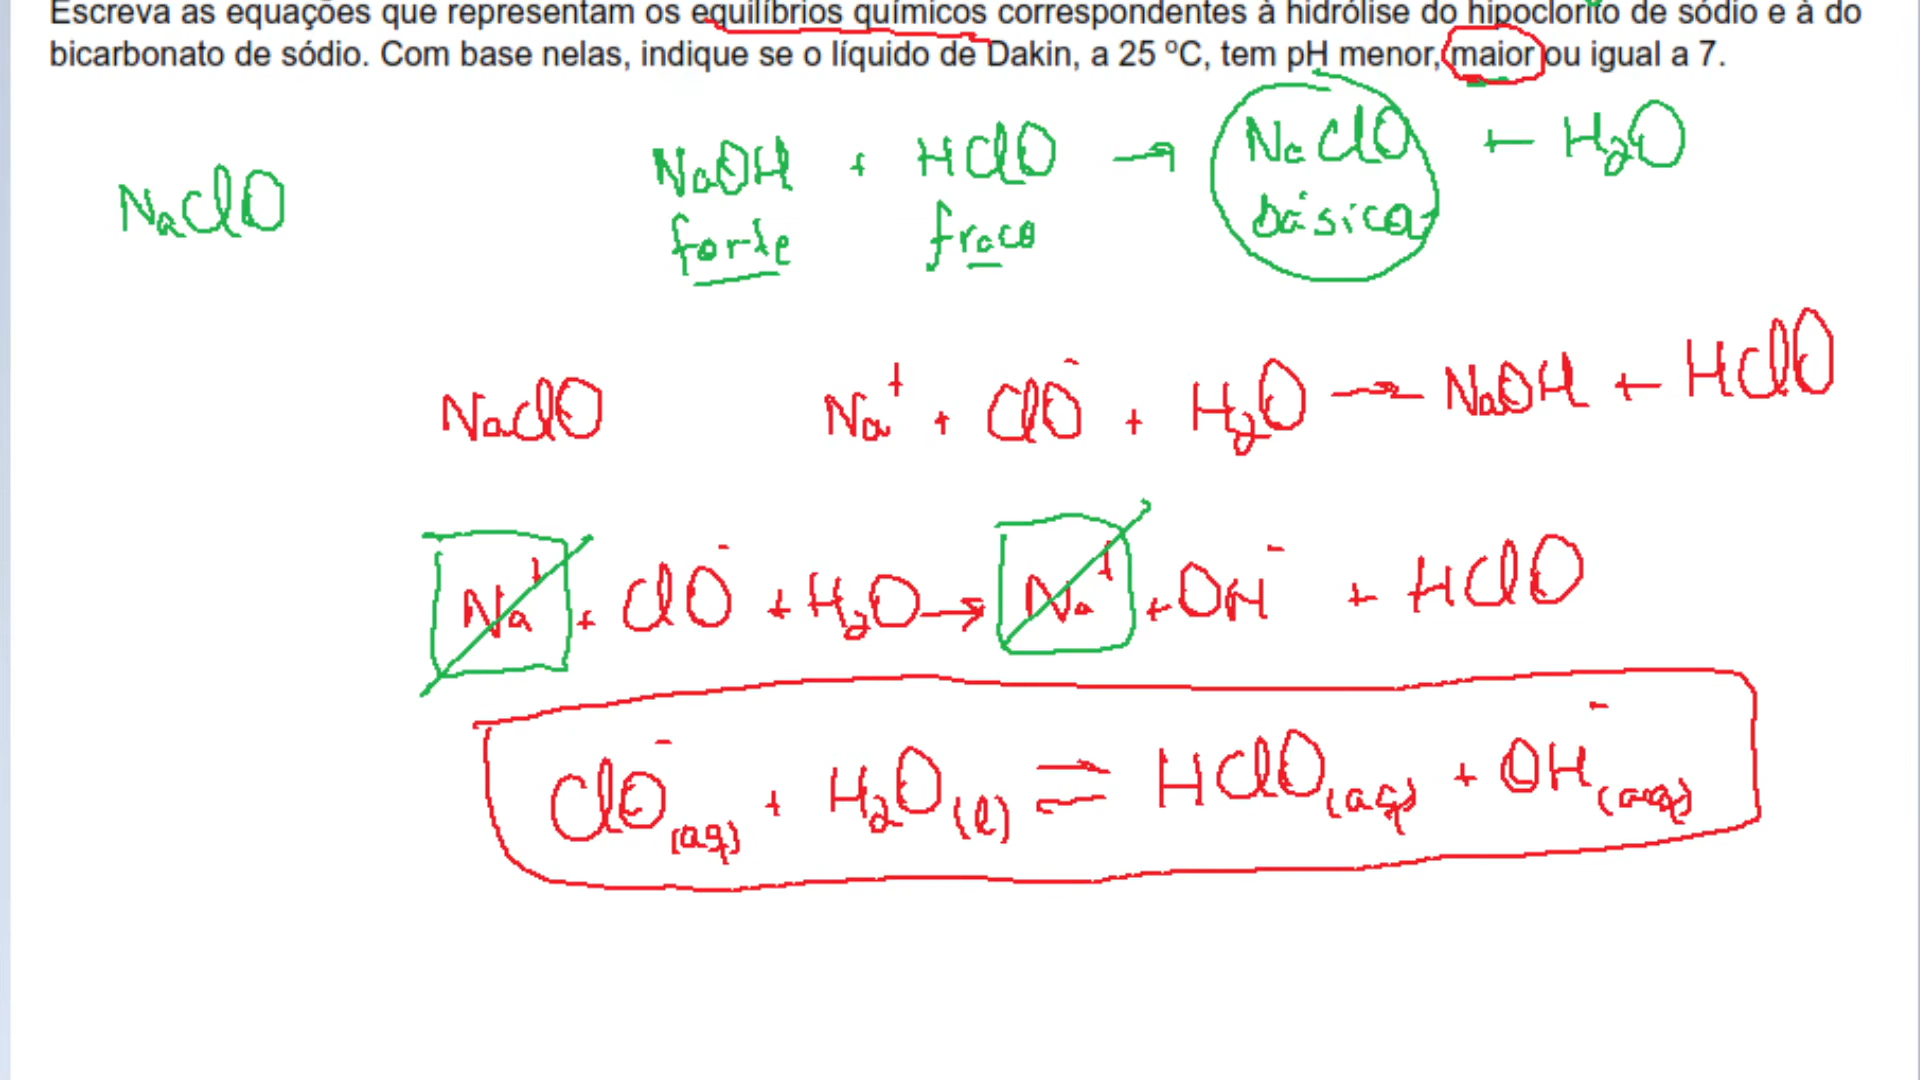 Escreva as equações que representam os equilíbrios químicos correspondentes à hidrólise do hipoclorito de sódio e à do
bicarbonato de sódio. Com base nelas, indique se o líquido de Dakin, a 25 ºC, tem pH menor, maior ou igual a 7.
NaClO NaOH + HClO → NaClO + H₂O
forte fraco básica
NaClO Na⁺ + ClO⁻ + H₂O → NaOH + HClO
Na⁺ + ClO⁻ + H₂O → Na⁺ + OH⁻ + HClO
ClO⁻(aq) + H₂O(l) ⇌ HClO(aq) + OH⁻(aq)